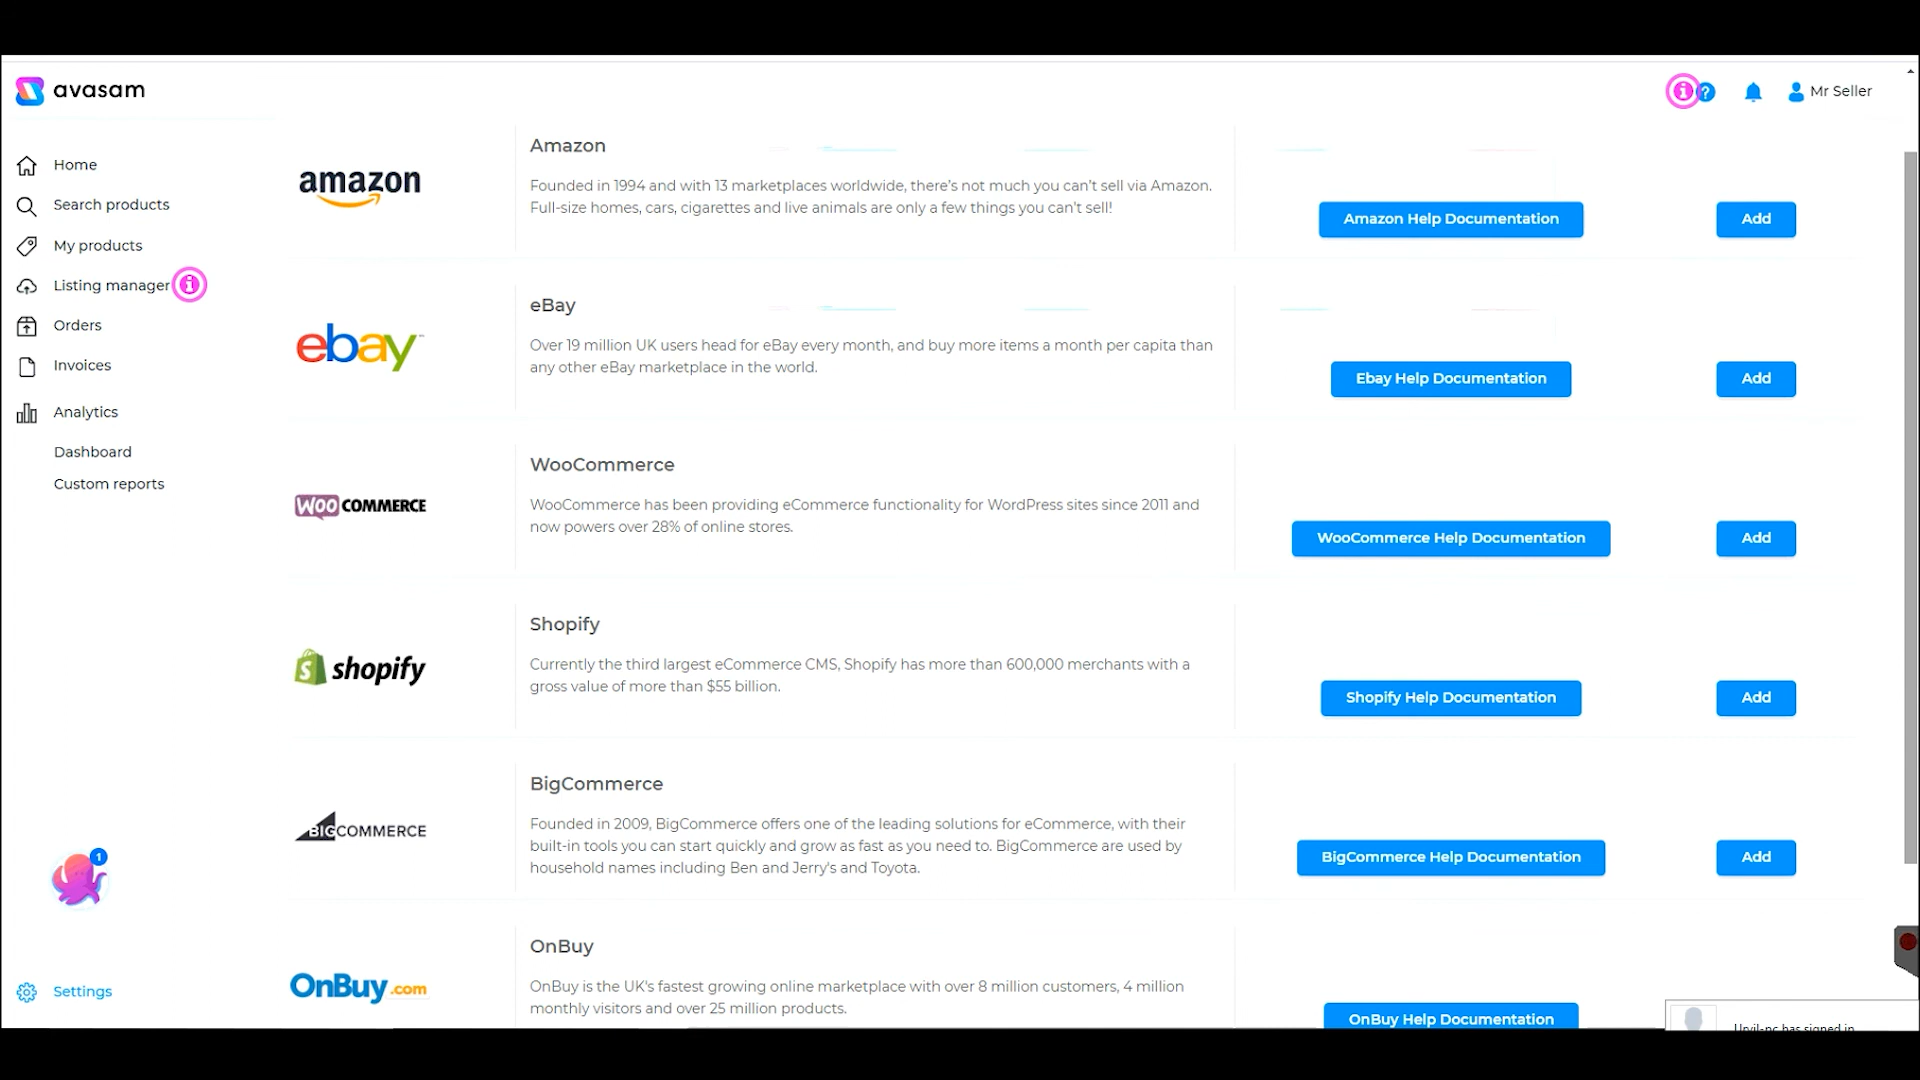 avasam
Mr Seller
Home
Search products
My products
Listing manager
Orders
Invoices
Analytics
Dashboard
Custom reports
1
Settings
amazon
Amazon
Founded in 1994 and with 13 marketplaces worldwide, there's not much you can't sell via Amazon.
Full-size homes, cars, cigarettes and live animals are only a few things you can't sell!
Amazon Help Documentation
Add
ebay
eBay
Over 19 million UK users head for eBay every month, and buy more items a month per capita than
any other eBay marketplace in the world.
Ebay Help Documentation
Add
WOO COMMERCE
WooCommerce
WooCommerce has been providing eCommerce functionality for WordPress sites since 2011 and
now powers over 28% of online stores.
WooCommerce Help Documentation
Add
shopify
Shopify
Currently the third largest eCommerce CMS, Shopify has more than 600,000 merchants with a
gross value of more than $55 billion.
Shopify Help Documentation
Add
BIGCOMMERCE
BigCommerce
Founded in 2009, BigCommerce offers one of the leading solutions for eCommerce, with their
built-in tools you can start quickly and grow as fast as you need to. BigCommerce are used by
household names including Ben and Jerry's and Toyota.
BigCommerce Help Documentation
Add
OnBuy.com
OnBuy
OnBuy is the UK's fastest growing online marketplace with over 8 million customers, 4 million
monthly visitors and over 25 million products.
OnBuy Help Documentation
has signed in